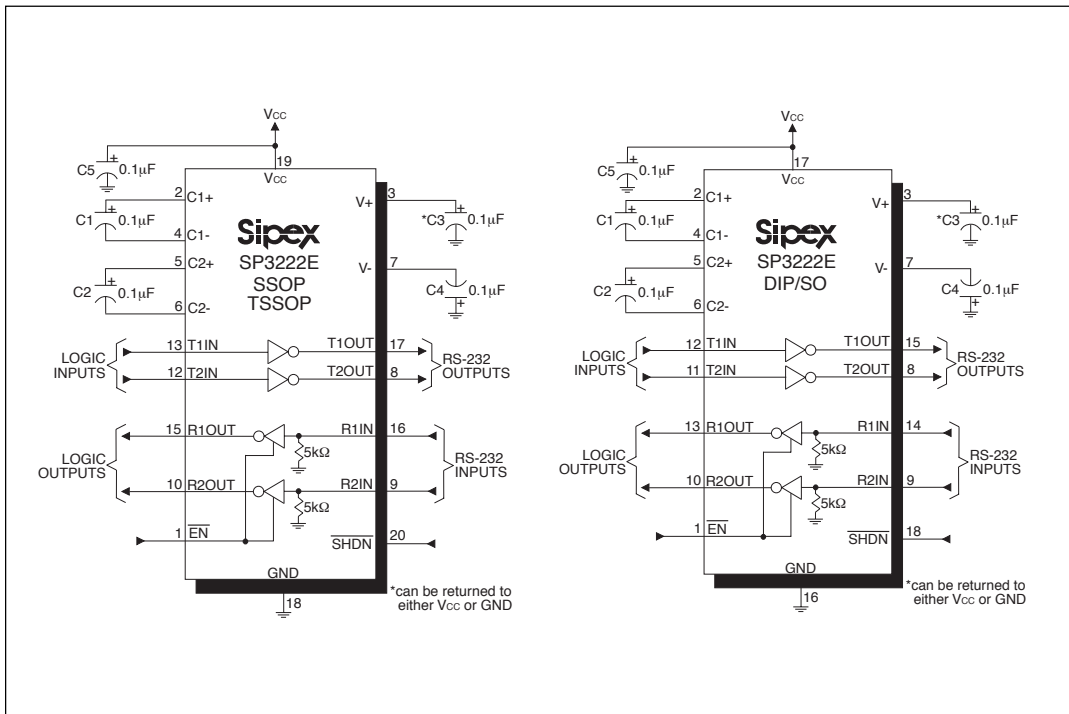 VCC
19
VCC
C5
+
0.1µF
2
C1+
C1
+
0.1µF
4
C1-
5
C2+
C2
+
0.1µF
6
C2-
Sipex
SP3222E
SSOP
TSSOP
V+
3
*C3
+
0.1µF
V-
7
C4
+
0.1µF
LOGIC
INPUTS
13
T1IN
T1OUT
17
12
T2IN
T2OUT
8
RS-232
OUTPUTS
LOGIC
OUTPUTS
15
R1OUT
R1IN
16
5kΩ
10
R2OUT
R2IN
9
5kΩ
RS-232
INPUTS
1
EN
SHDN
20
GND
18
*can be returned to
either VCC or GND
VCC
17
VCC
C5
+
0.1µF
2
C1+
C1
+
0.1µF
4
C1-
5
C2+
C2
+
0.1µF
6
C2-
Sipex
SP3222E
DIP/SO
V+
3
*C3
+
0.1µF
V-
7
C4
+
0.1µF
LOGIC
INPUTS
12
T1IN
T1OUT
15
11
T2IN
T2OUT
8
RS-232
OUTPUTS
LOGIC
OUTPUTS
13
R1OUT
R1IN
14
5kΩ
10
R2OUT
R2IN
9
5kΩ
RS-232
INPUTS
1
EN
SHDN
18
GND
16
*can be returned to
either VCC or GND